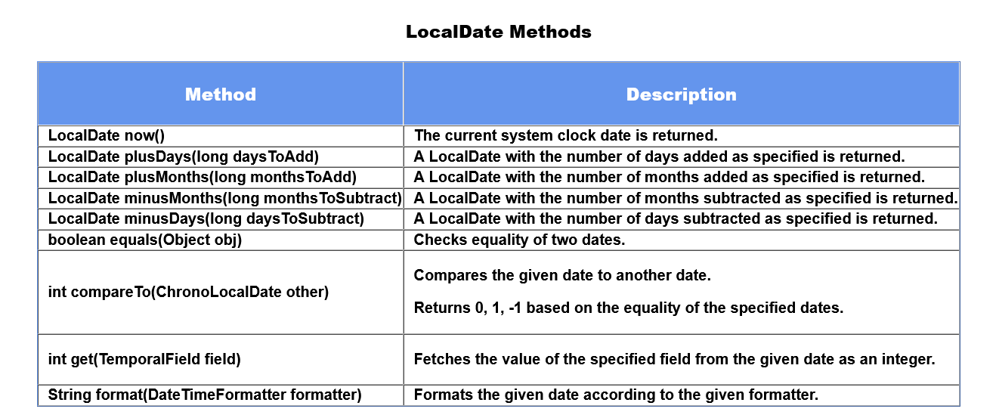 LocalDate Methods
Method Description
LocalDate now() The current system clock date is returned.
LocalDate plusDays(long daysToAdd) A LocalDate with the number of days added as specified is returned.
LocalDate plusMonths(long monthsToAdd) A LocalDate with the number of months added as specified is returned.
LocalDate minusMonths(long monthsToSubtract) A LocalDate with the number of months subtracted as specified is returned.
LocalDate minusDays(long daysToSubtract) A LocalDate with the number of days subtracted as specified is returned.
boolean equals(Object obj) Checks equality of two dates.
int compareTo(ChronoLocalDate other) Compares the given date to another date.
Returns 0, 1, -1 based on the equality of the specified dates.
int get(TemporalField field) Fetches the value of the specified field from the given date as an integer.
String format(DateTimeFormatter formatter) Formats the given date according to the given formatter.